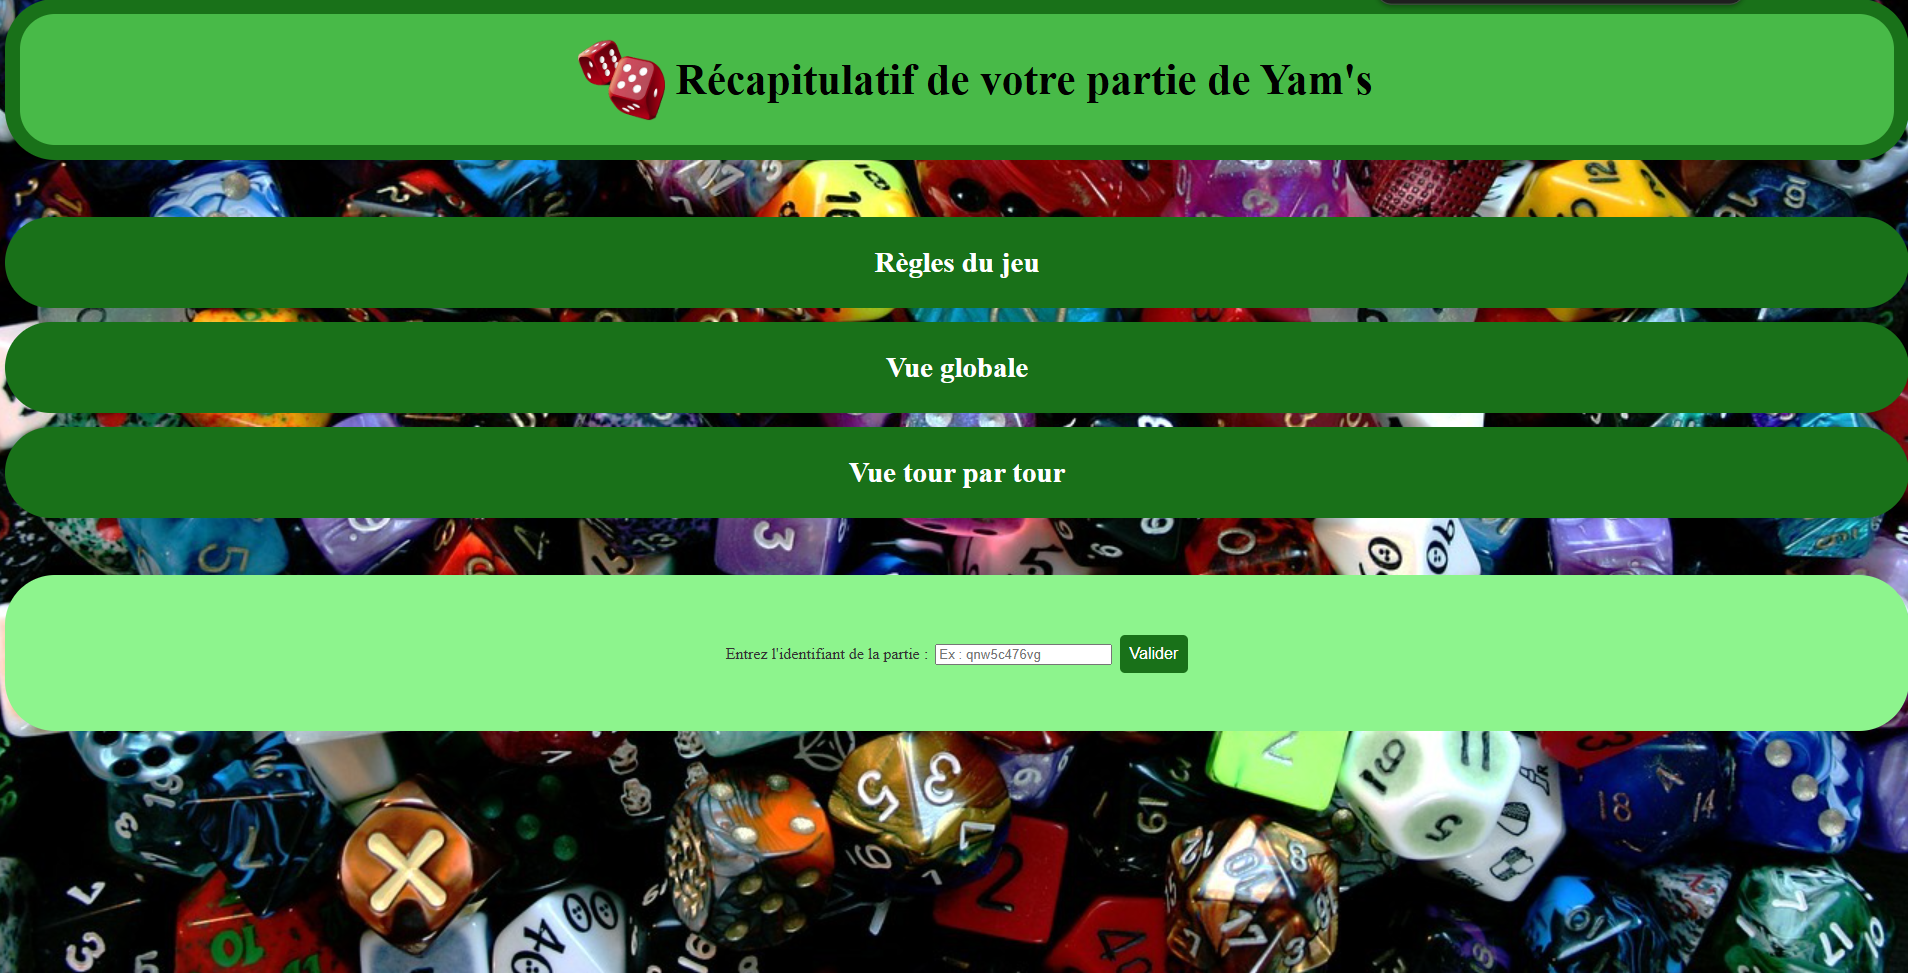 Récapitulatif de votre partie de Yam's
Règles du jeu
Vue globale
Vue tour par tour
Entrez l'identifiant de la partie :
Ex : qnw5c476vg
Valider